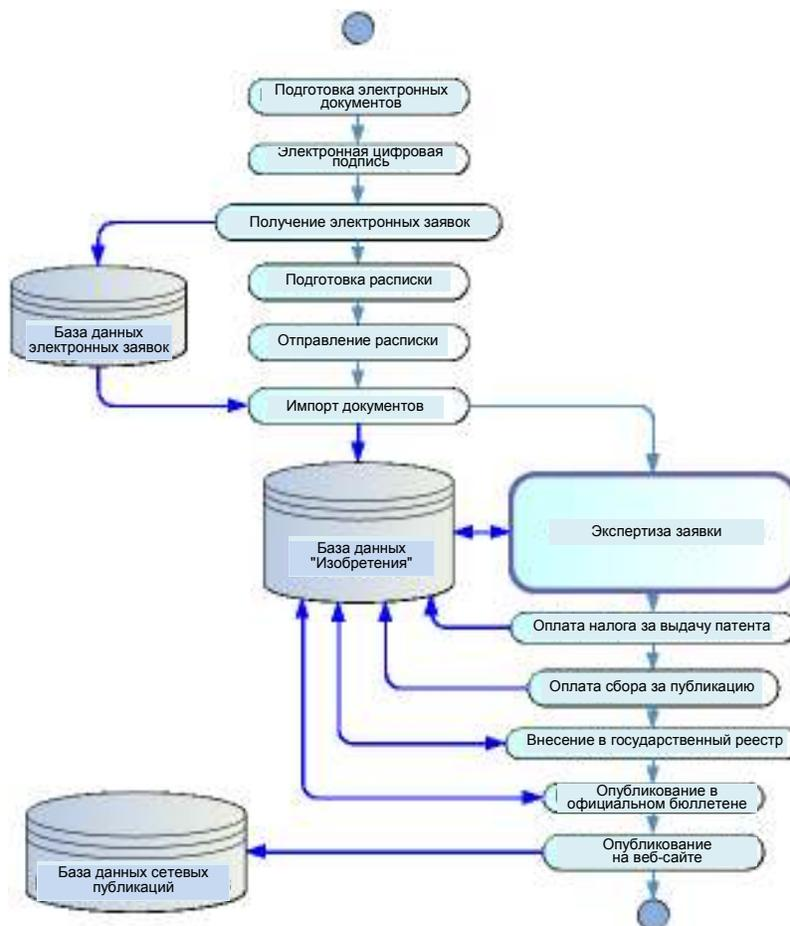 Подготовка электронных
документов
Электронная цифровая
подпись
Получение электронных заявок
Подготовка расписки
База данных
электронных заявок
Отправление расписки
Импорт документов
Экспертиза заявки
База данных
"Изобретения"
Оплата налога за выдачу патента
Оплата сбора за публикацию
Внесение в государственный реестр
Опубликование в
официальном бюллетене
Опубликование
на веб-сайте
База данных сетевых
публикаций